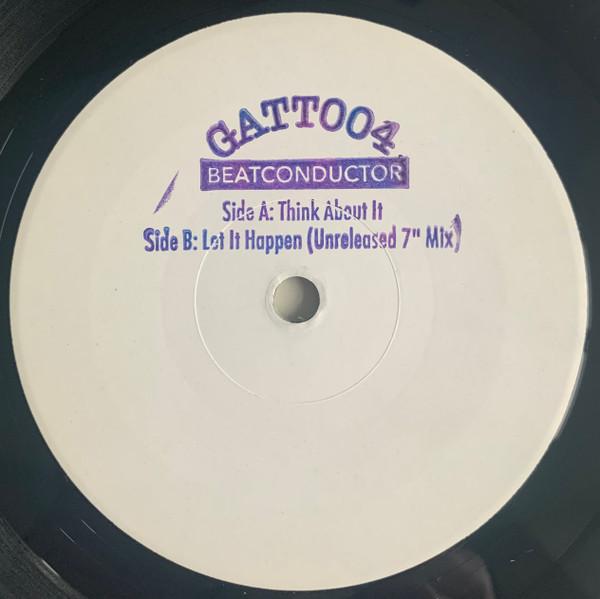 GATT004
BEATCONDUCTOR
Side A: Think About It
Side B: Let It Happen (Unreleased 7" Mix)